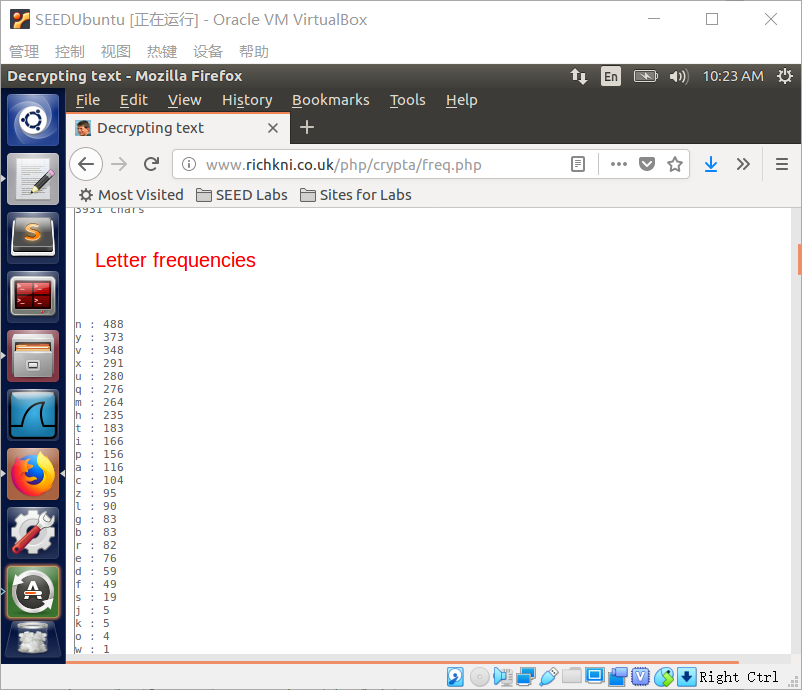 SEEDUbuntu [正在运行] - Oracle VM VirtualBox
管理 控制 视图 热键 设备 帮助
Decrypting text - Mozilla Firefox En 10:23 AM
File Edit View History Bookmarks Tools Help
Decrypting text
www.richkni.co.uk/php/crypta/freq.php
Most Visited SEED Labs Sites for Labs
3931 chars
Letter frequencies
n : 488
y : 373
v : 348
x : 291
u : 280
q : 276
m : 264
h : 235
t : 183
i : 166
p : 156
a : 116
c : 104
z : 95
l : 90
g : 83
b : 83
r : 82
e : 76
d : 59
f : 49
s : 19
j : 5
k : 5
o : 4
w : 1
Right Ctrl